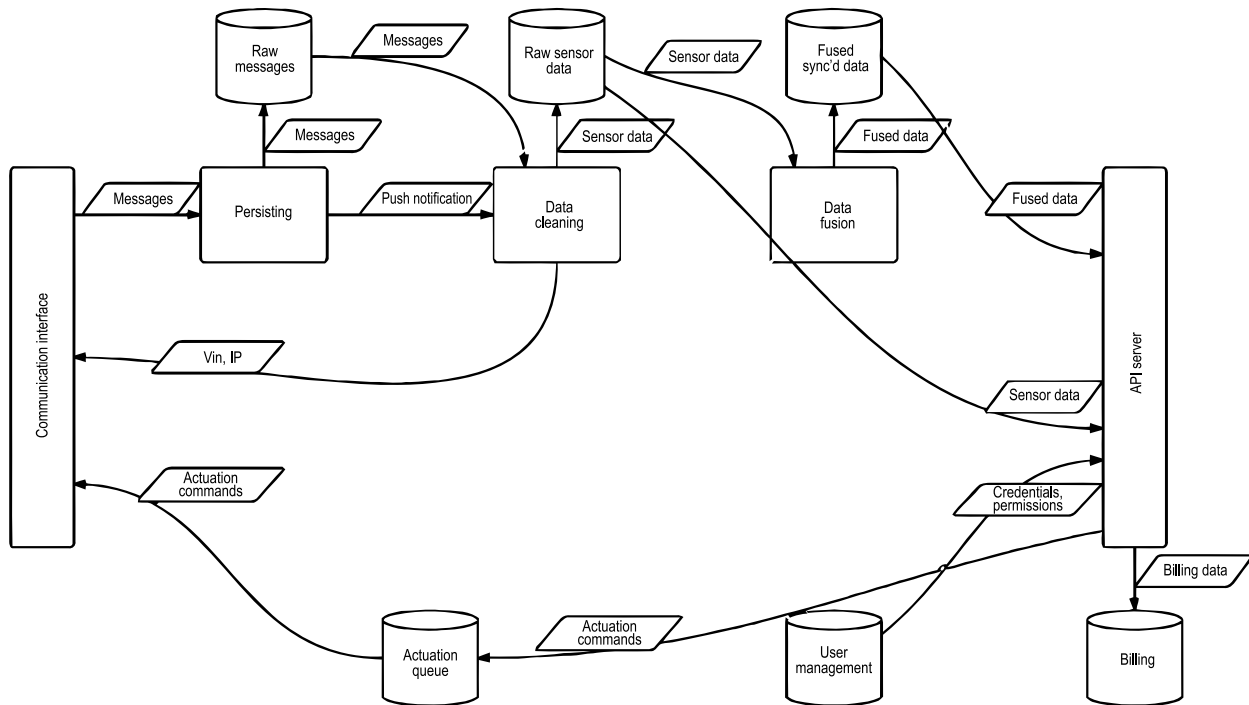 Messages
Raw
messages
Raw sensor
data
Sensor data
Fused
sync'd data
Messages
Sensor data
Fused data
Messages
Persisting
Push notification
Data
cleaning
Data
fusion
Fused data
Communication interface
API server
Vin, IP
Sensor data
Actuation
commands
Credentials,
permissions
Billing data
Actuation
commands
Actuation
queue
User
management
Billing